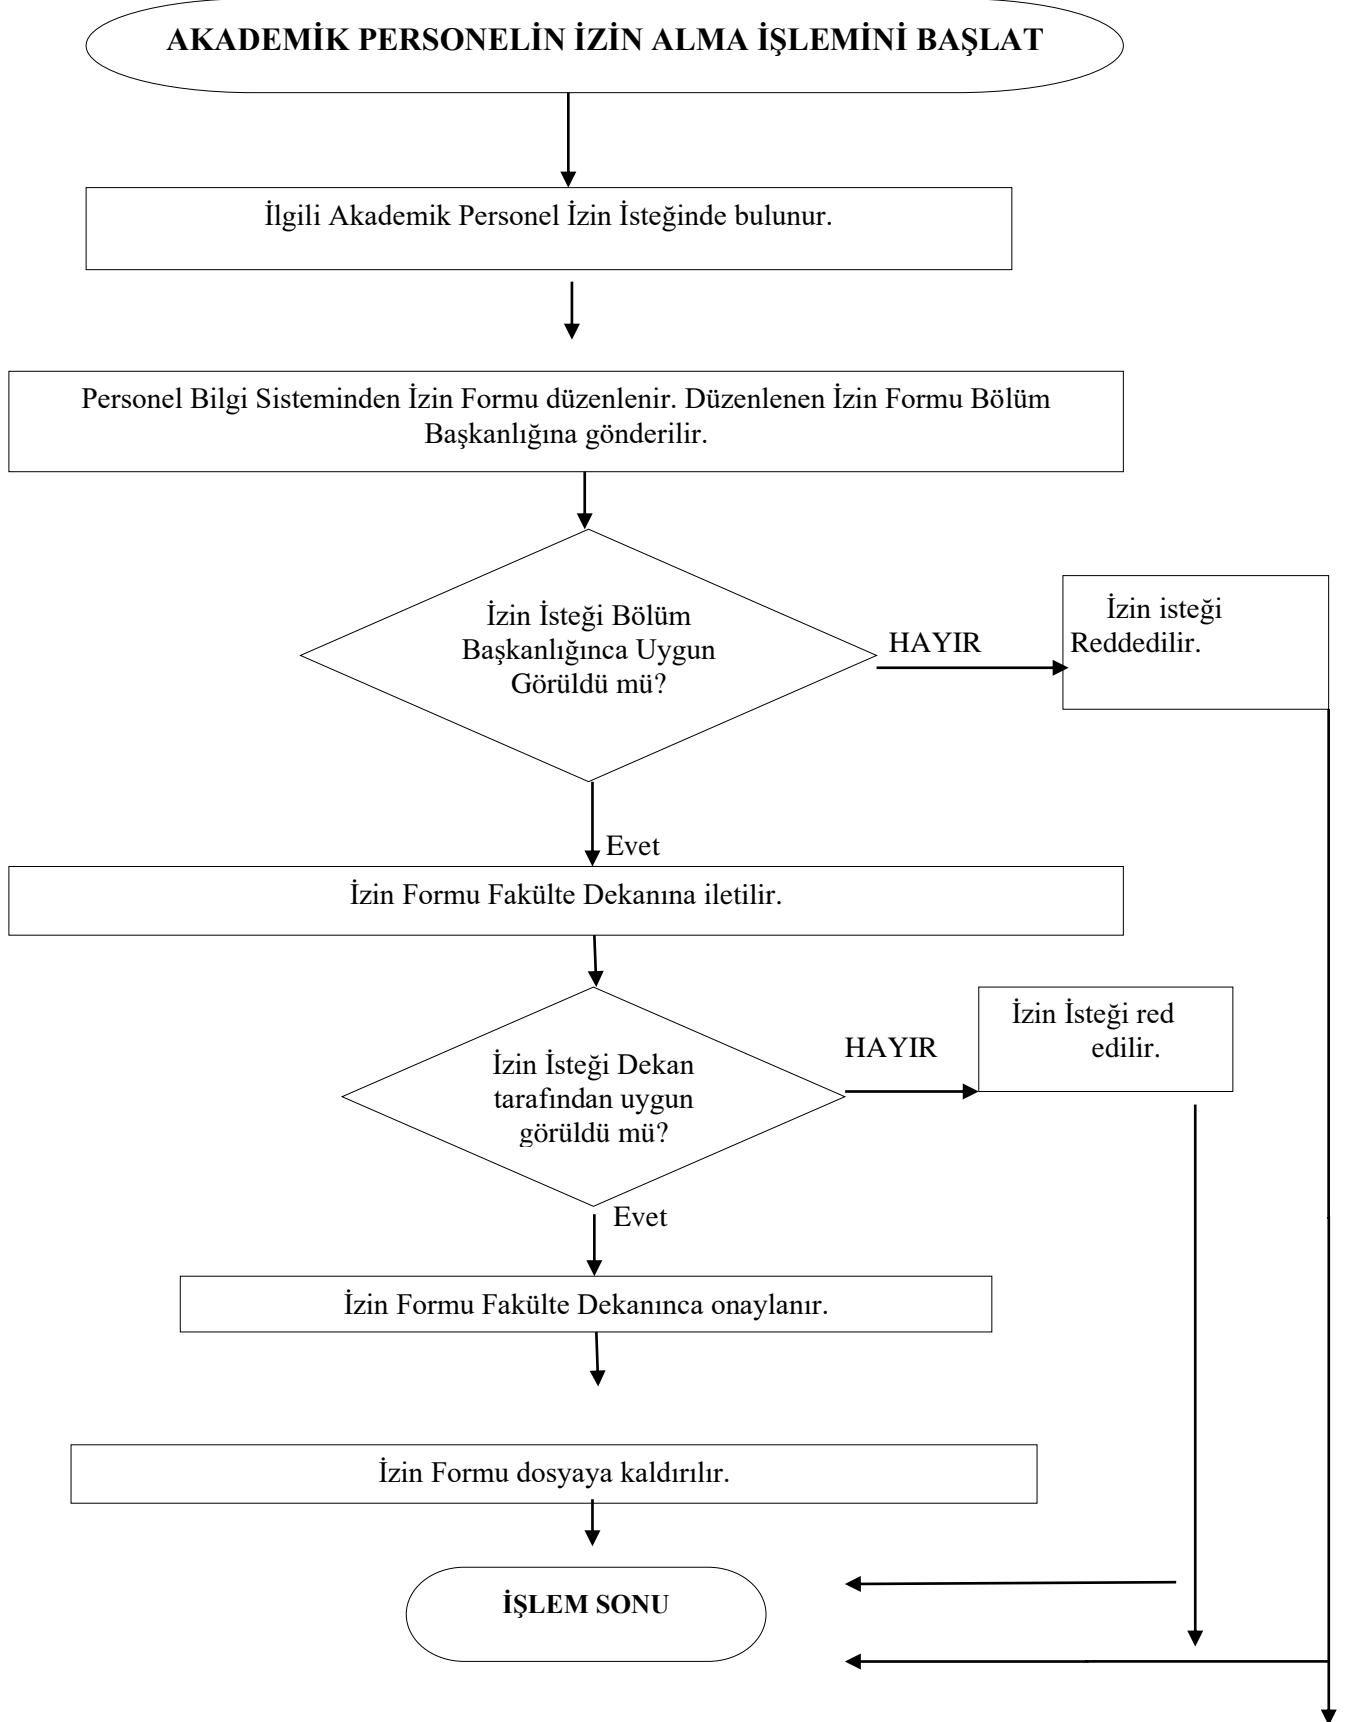 AKADEMİK PERSONELİN İZİN ALMA İŞLEMİNİ BAŞLAT
İlgili Akademik Personel İzin İsteğinde bulunur.
Personel Bilgi Sisteminden İzin Formu düzenlenir. Düzenlenen İzin Formu Bölüm
Başkanlığına gönderilir.
İzin İsteği Bölüm
Başkanlığınca Uygun
Görüldü mü?
HAYIR
İzin isteği
Reddedilir.
Evet
İzin Formu Fakülte Dekanına iletilir.
İzin İsteği Dekan
tarafından uygun
görüldü mü?
HAYIR
İzin İsteği red
edilir.
Evet
İzin Formu Fakülte Dekanınca onaylanır.
İzin Formu dosyaya kaldırılır.
İŞLEM SONU